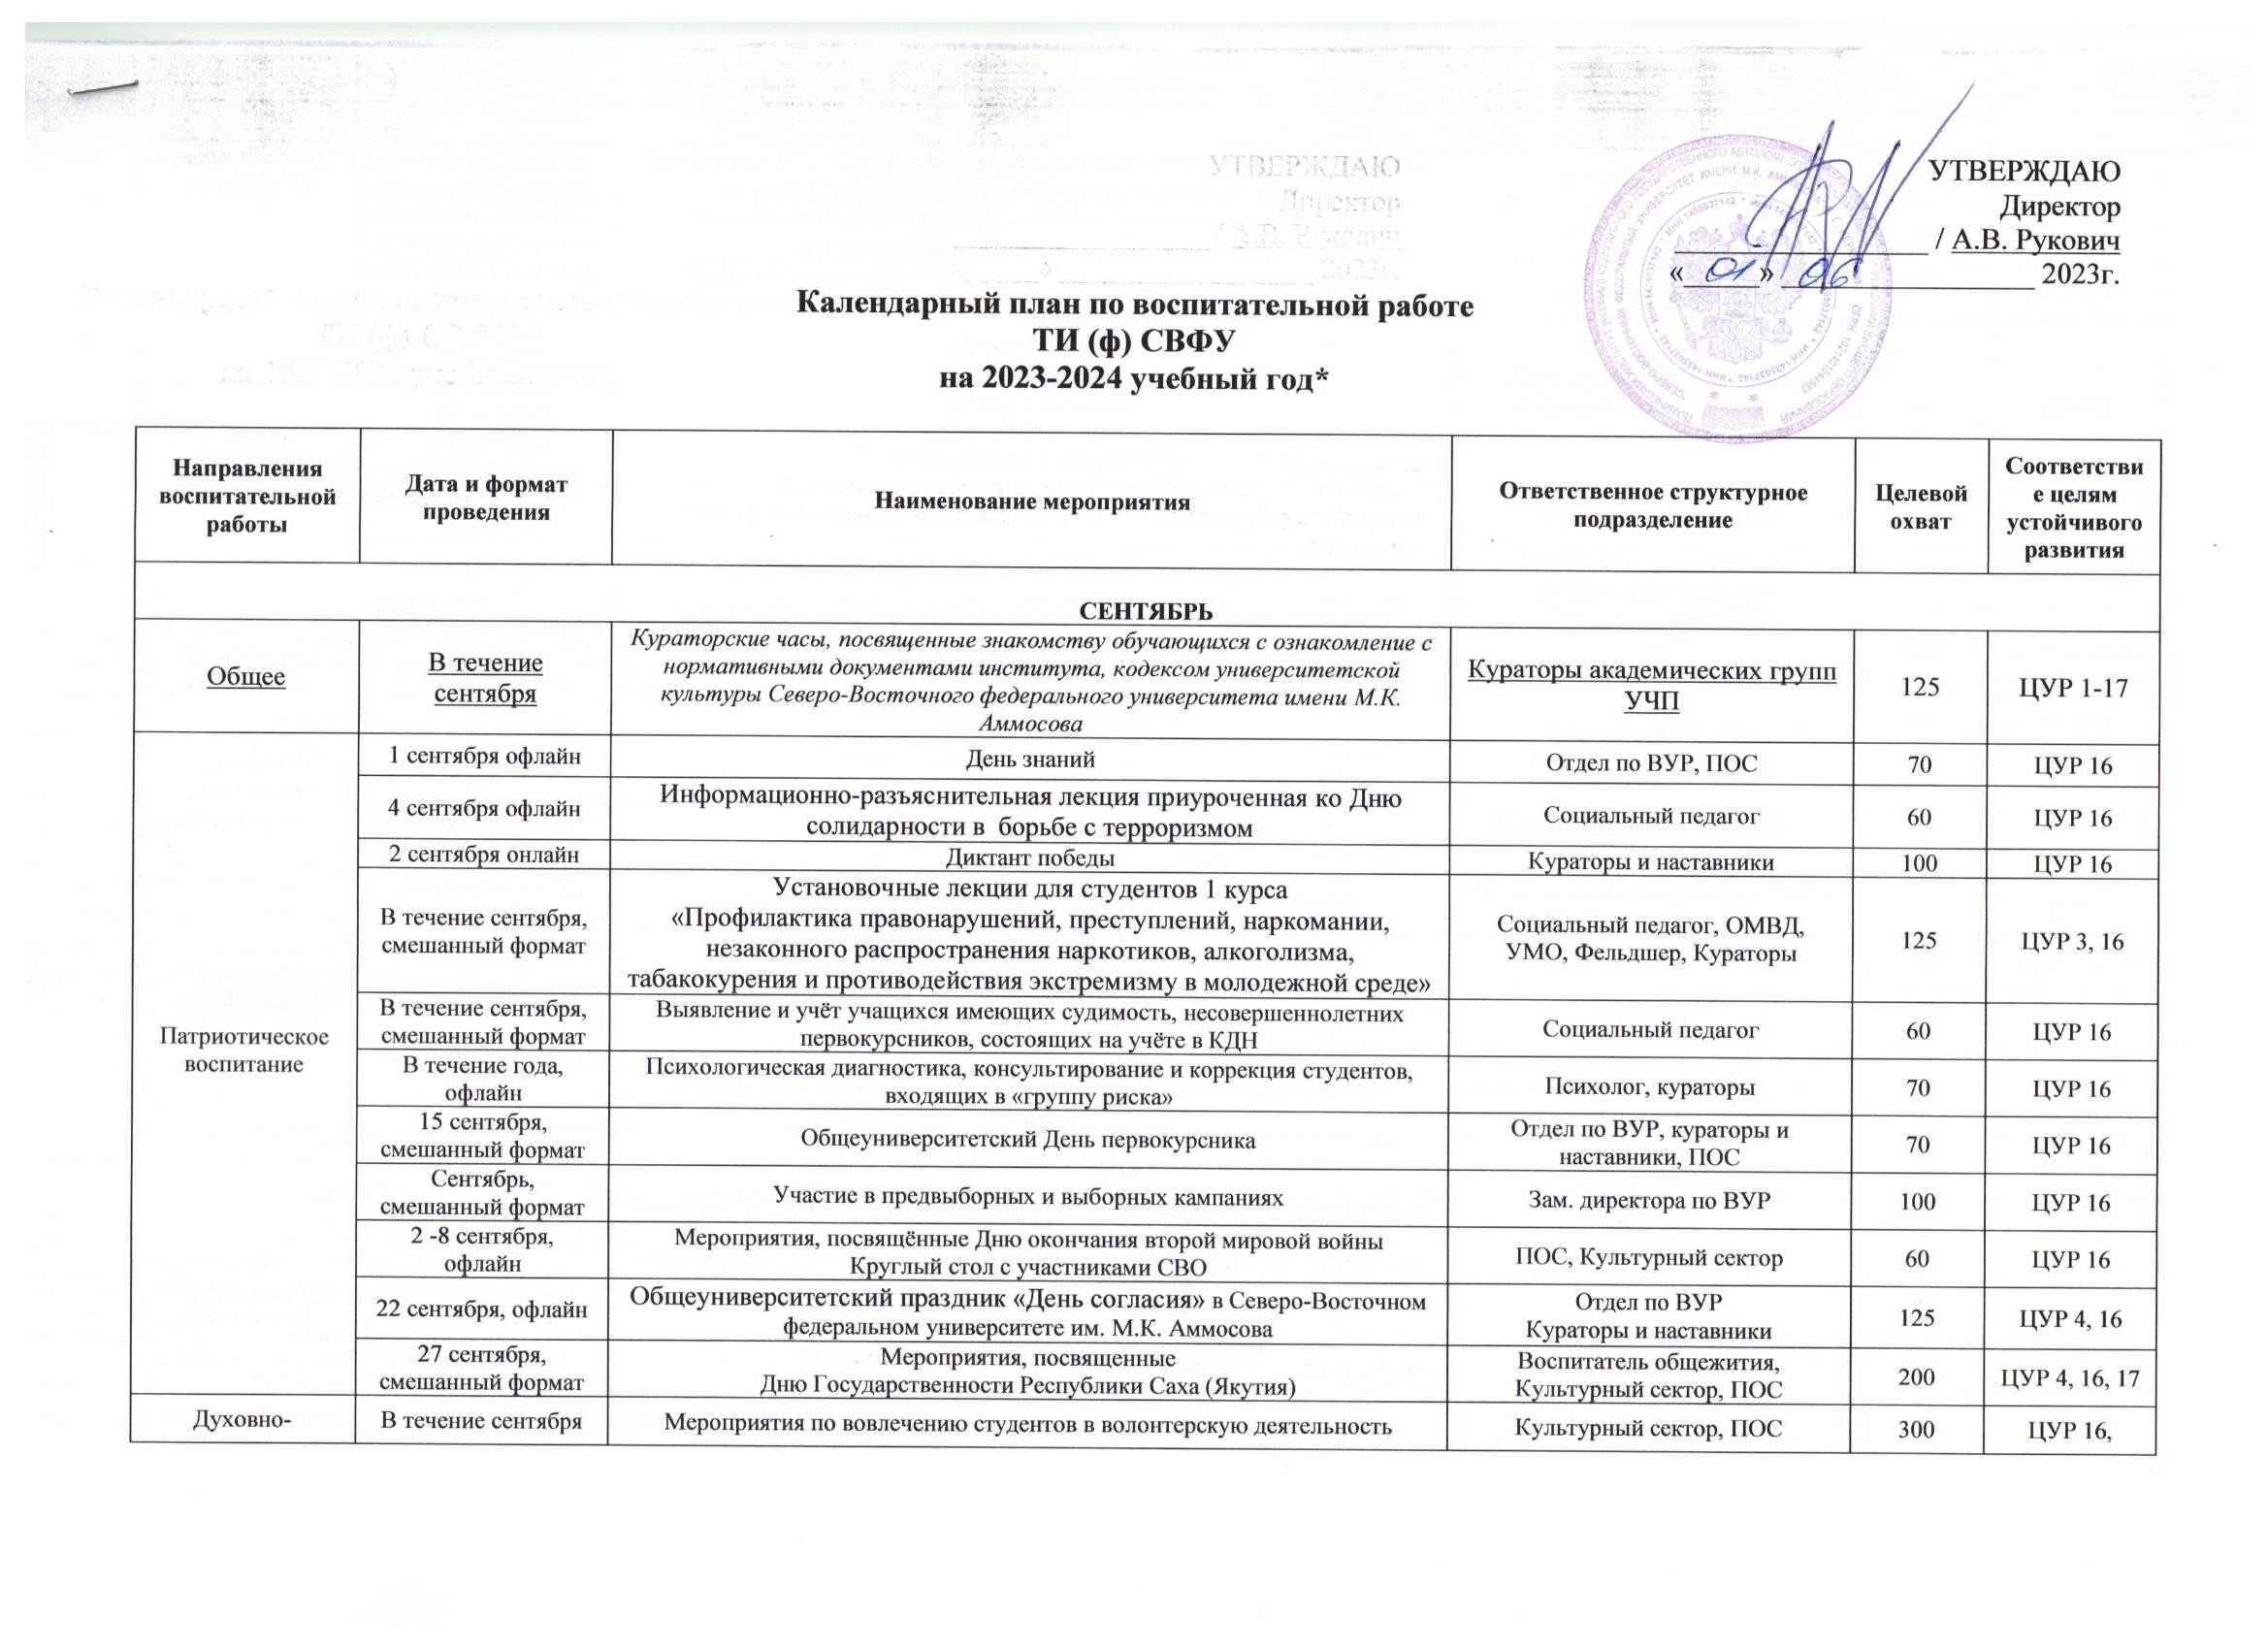 УТВЕРЖДАЮ
Директор
/ А.В. Рукович
« 01 » 06 2023г.
УТВЕРЖДАЮ
Директор
/ А.В. Рукович
2023г.
Календарный план по воспитательной работе
ТИ (ф) СВФУ
на 2023-2024 учебный год*
Направления
воспитательной
работы
Дата и формат
проведения
Наименование мероприятия
Ответственное структурное
подразделение
Целевой
охват
Соответстви
е целям
устойчивого
развития
СЕНТЯБРЬ
Общее
В течение
сентября
Кураторские часы, посвященные знакомству обучающихся с ознакомление с
нормативными документами института, кодексом университетской
культуры Северо-Восточного федерального университета имени М.К.
Аммосова
Кураторы академических групп
УЧП
125
ЦУР 1-17
Патриотическое
воспитание
1 сентября офлайн
День знаний
Отдел по ВУР, ПОС
70
ЦУР 16
4 сентября офлайн
Информационно-разъяснительная лекция приуроченная ко Дню
солидарности в борьбе с терроризмом
Социальный педагог
60
ЦУР 16
2 сентября онлайн
Диктант победы
Кураторы и наставники
100
ЦУР 16
В течение сентября,
смешанный формат
Установочные лекции для студентов 1 курса
«Профилактика правонарушений, преступлений, наркомании,
незаконного распространения наркотиков, алкоголизма,
табакокурения и противодействия экстремизму в молодежной среде»
Социальный педагог, ОМВД,
УМО, Фельдшер, Кураторы
125
ЦУР 3, 16
В течение сентября,
смешанный формат
Выявление и учёт учащихся имеющих судимость, несовершеннолетних
первокурсников, состоящих на учёте в КДН
Социальный педагог
60
ЦУР 16
В течение года,
офлайн
Психологическая диагностика, консультирование и коррекция студентов,
входящих в «группу риска»
Психолог, кураторы
70
ЦУР 16
15 сентября,
смешанный формат
Общеуниверситетский День первокурсника
Отдел по ВУР, кураторы и
наставники, ПОС
70
ЦУР 16
Сентябрь,
смешанный формат
Участие в предвыборных и выборных кампаниях
Зам. директора по ВУР
100
ЦУР 16
2 -8 сентября,
офлайн
Мероприятия, посвящённые Дню окончания второй мировой войны
Круглый стол с участниками СВО
ПОС, Культурный сектор
60
ЦУР 16
22 сентября, офлайн
Общеуниверситетский праздник «День согласия» в Северо-Восточном
федеральном университете им. М.К. Аммосова
Отдел по ВУР
Кураторы и наставники
125
ЦУР 4, 16
27 сентября,
смешанный формат
Мероприятия, посвященные
Дню Государственности Республики Саха (Якутия)
Воспитатель общежития,
Культурный сектор, ПОС
200
ЦУР 4, 16, 17
Духовно-
В течение сентября
Мероприятия по вовлечению студентов в волонтерскую деятельность
Культурный сектор, ПОС
300
ЦУР 16,